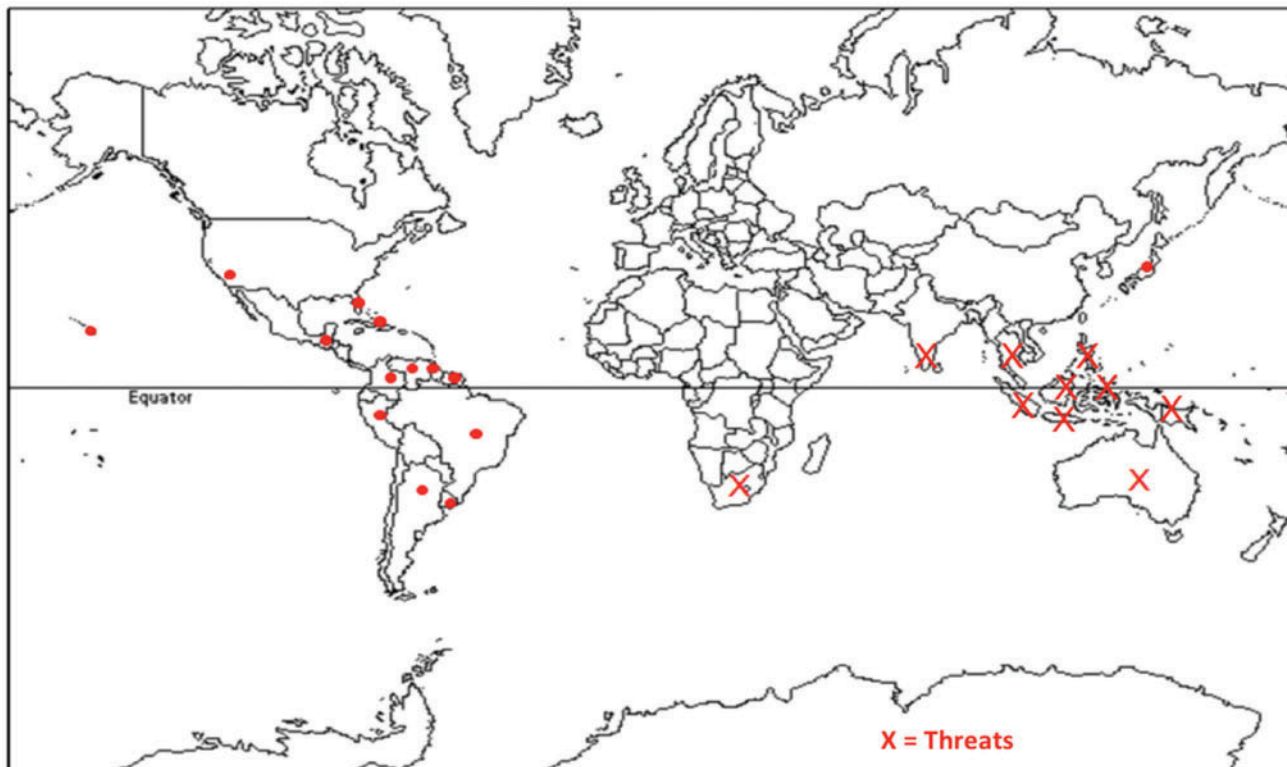 Equator
X = Threats